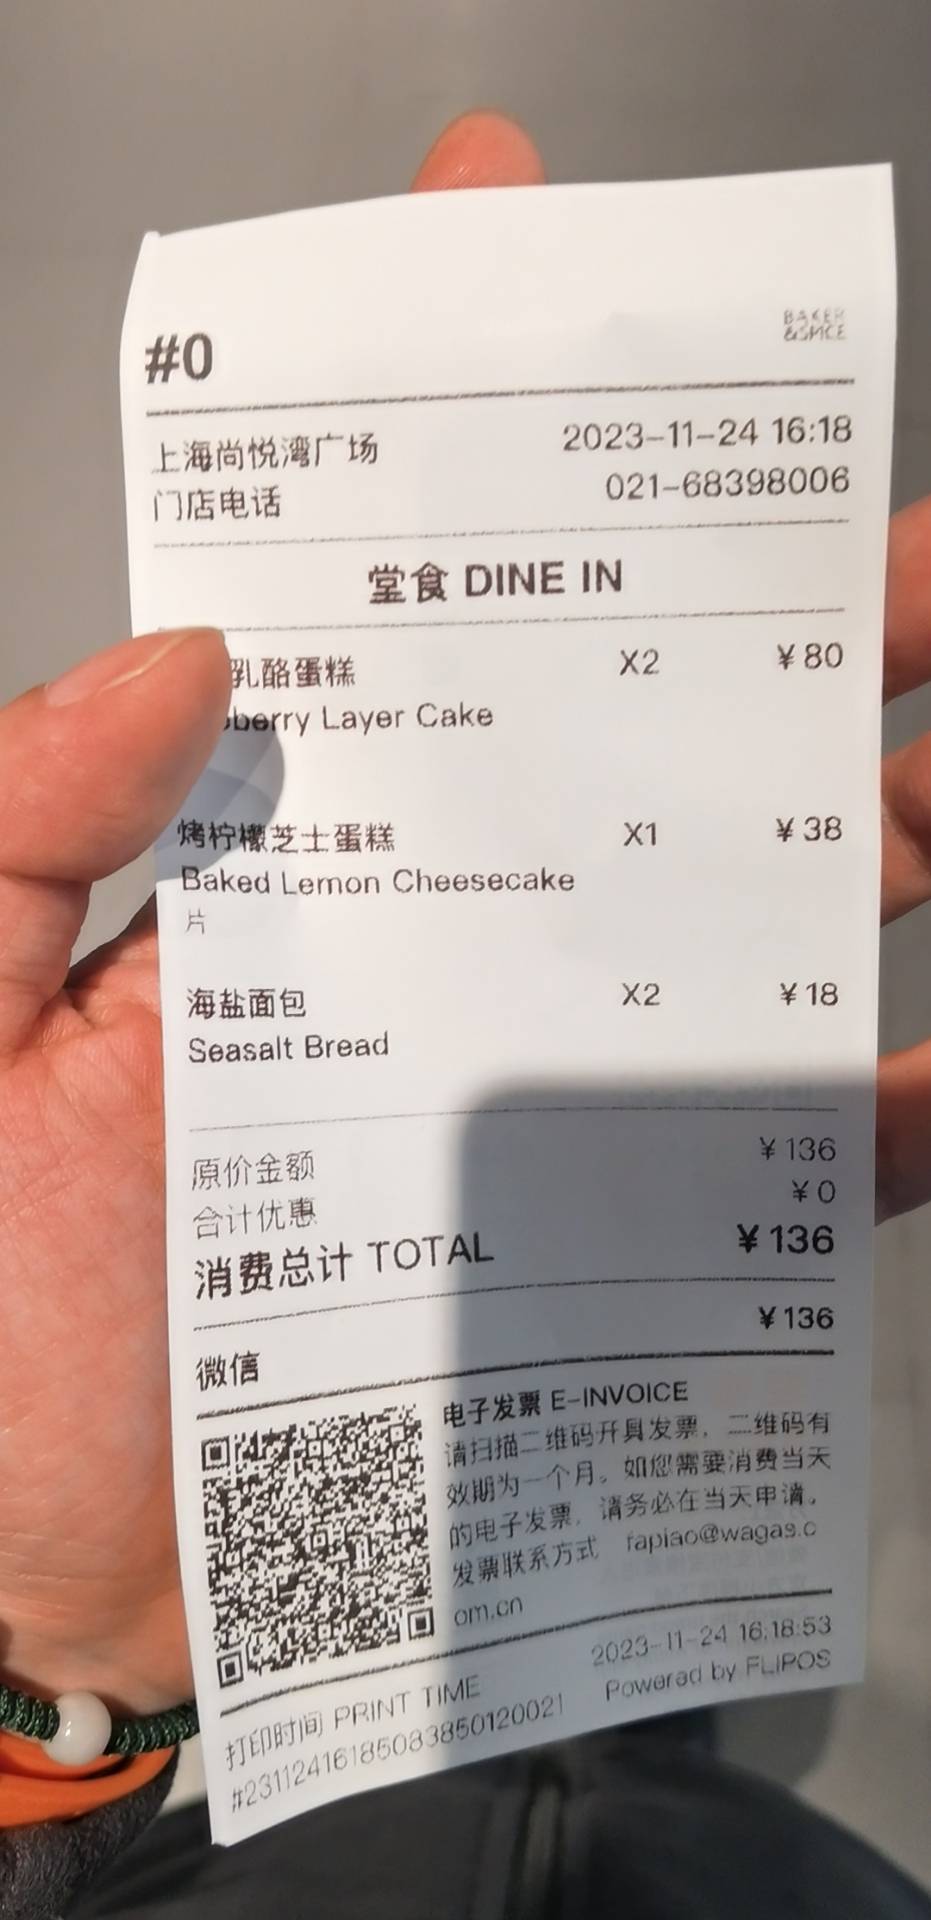 BAKER
&SPICE
#0
上海尚悦湾广场 2023-11-24 16:18
门店电话 021-68398006
堂食 DINE IN
乳酪蛋糕 X2 ¥80
Layer Cake
烤柠檬芝士蛋糕 X1 ¥38
Baked Lemon Cheesecake
片
海盐面包 X2 ¥18
Seasalt Bread
原价金额 ¥136
合计优惠 ¥0
消费总计 TOTAL ¥136
微信 ¥136
电子发票 E-INVOICE
请扫描二维码开具发票，二维码有
效期为一个月。如您需要消费当天
的电子发票，请务必在当天申请。
发票联系方式 fapiao@wagas.c
om.cn
打印时间 PRINT TIME 2023-11-24 16:18:53
#23112416185083850120021 Powered by FLIPOS